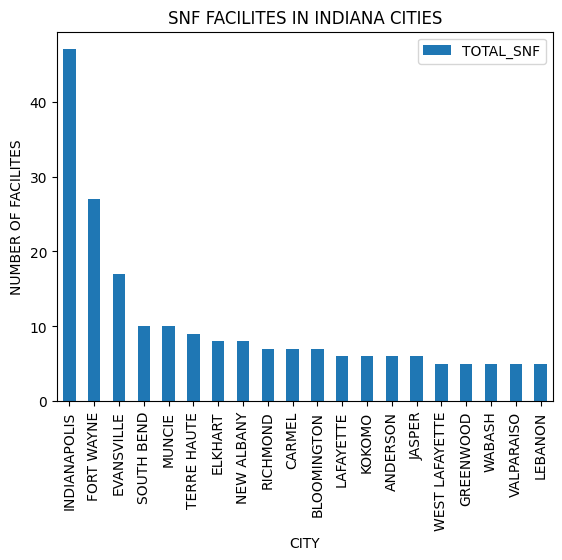 SNF FACILITES IN INDIANA CITIES
TOTAL_SNF
NUMBER OF FACILITES
40
30
20
10
0
INDIANAPOLIS
FORT WAYNE
EVANSVILLE
SOUTH BEND
MUNCIE
TERRE HAUTE
ELKHART
NEW ALBANY
RICHMOND
CARMEL
BLOOMINGTON
LAFAYETTE
KOKOMO
ANDERSON
JASPER
WEST LAFAYETTE
GREENWOOD
WABASH
VALPARAISO
LEBANON
CITY